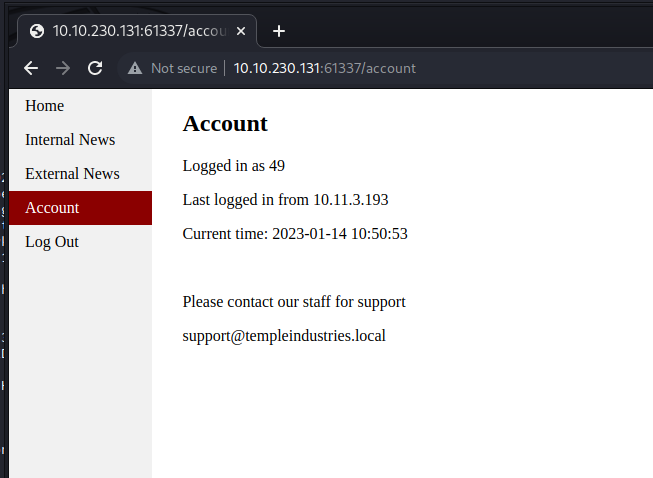 10.10.230.131:61337/accou
Not secure | 10.10.230.131:61337/account
Home
Internal News
External News
Account
Log Out
Account
Logged in as 49
Last logged in from 10.11.3.193
Current time: 2023-01-14 10:50:53
Please contact our staff for support
support@templeindustries.local